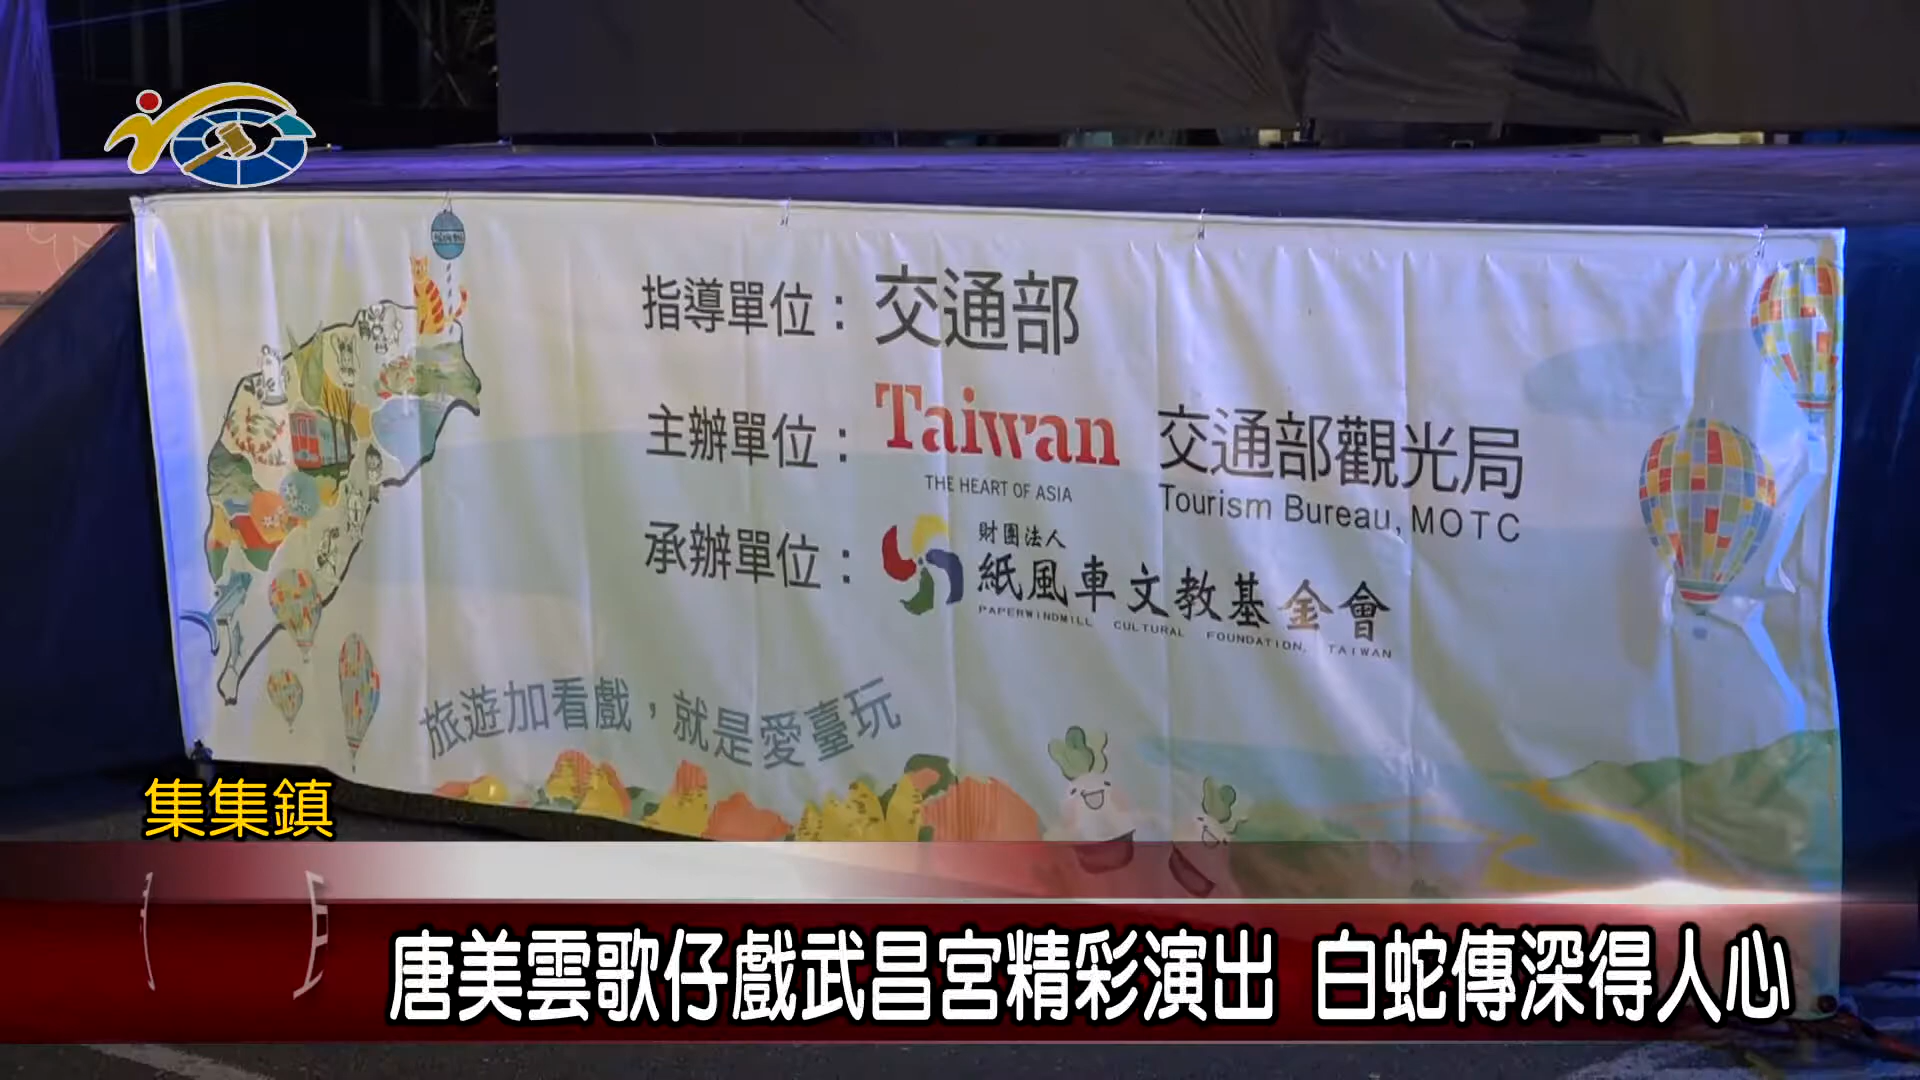 指導單位：交通部
主辦單位：Taiwan 交通部觀光局
THE HEART OF ASIA Tourism Bureau, MOTC
承辦單位：財團法人
紙風車文教基金會
PAPERWINDMILL CULTURAL FOUNDATION, TAIWAN
旅遊加看戲，就是愛臺玩
集集鎮
唐美雲歌仔戲武昌宮精彩演出 白蛇傳深得人心